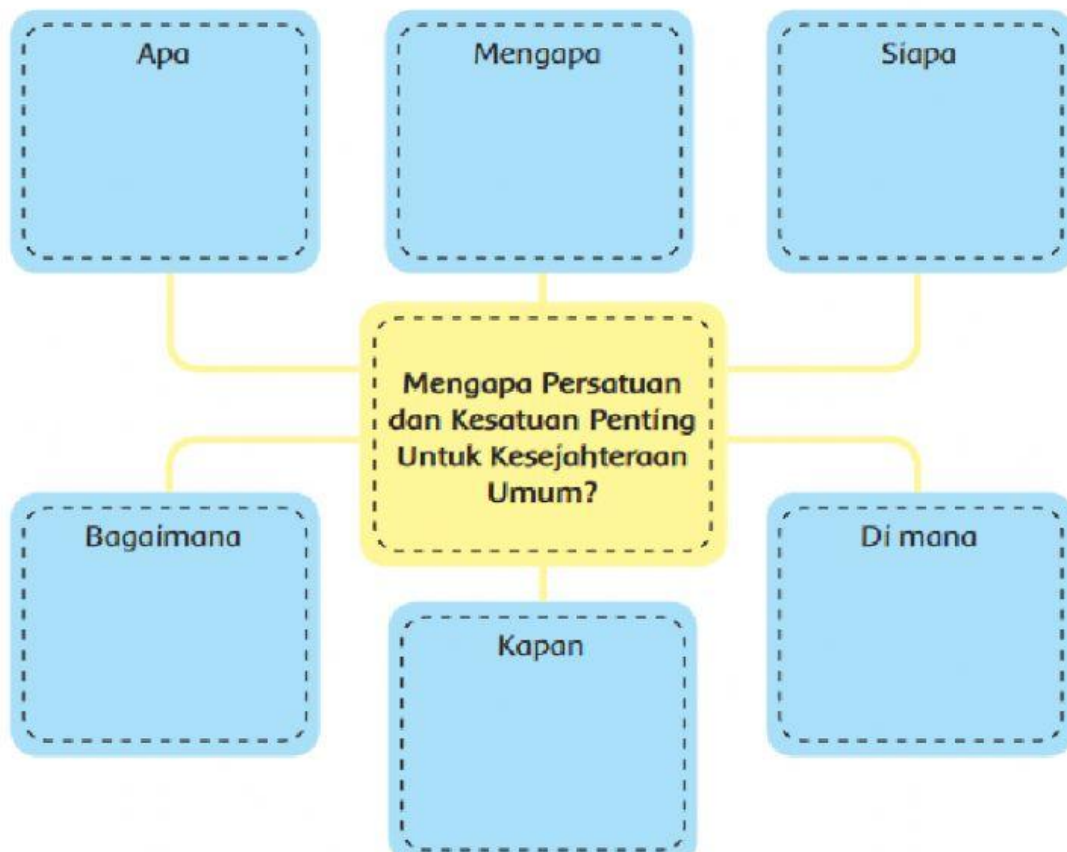 Apa
Mengapa
Siapa
Mengapa Persatuan
dan Kesatuan Penting
Untuk Kesejahteraan
Umum?
Bagaimana
Di mana
Kapan